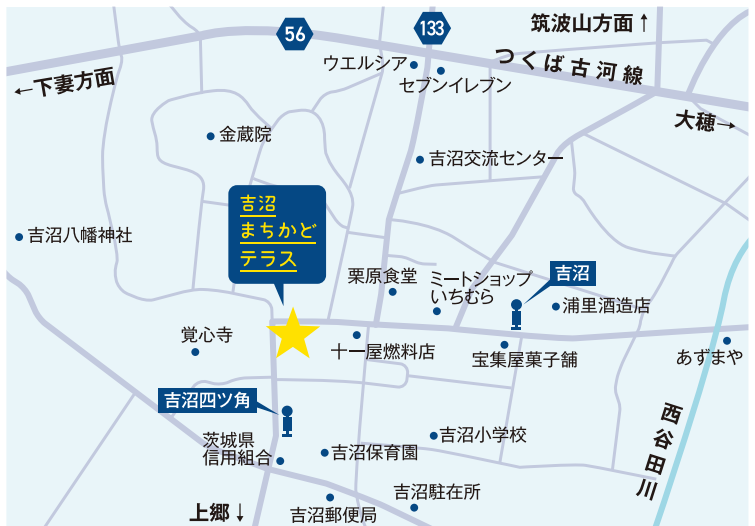 56
133
筑波山方面↑
ウエルシア
セブンイレブン
つくば古河線
←下妻方面
大穂→
金蔵院
吉沼交流センター
吉沼
まちかど
テラス
吉沼八幡神社
栗原食堂
ミートショップ
いちむら
吉沼
浦里酒造店
覚心寺
十一屋燃料店
宝集屋菓子舗
あずまや
吉沼四ツ角
西谷田川
茨城県
信用組合
吉沼保育園
吉沼小学校
吉沼駐在所
上郷↓
吉沼郵便局